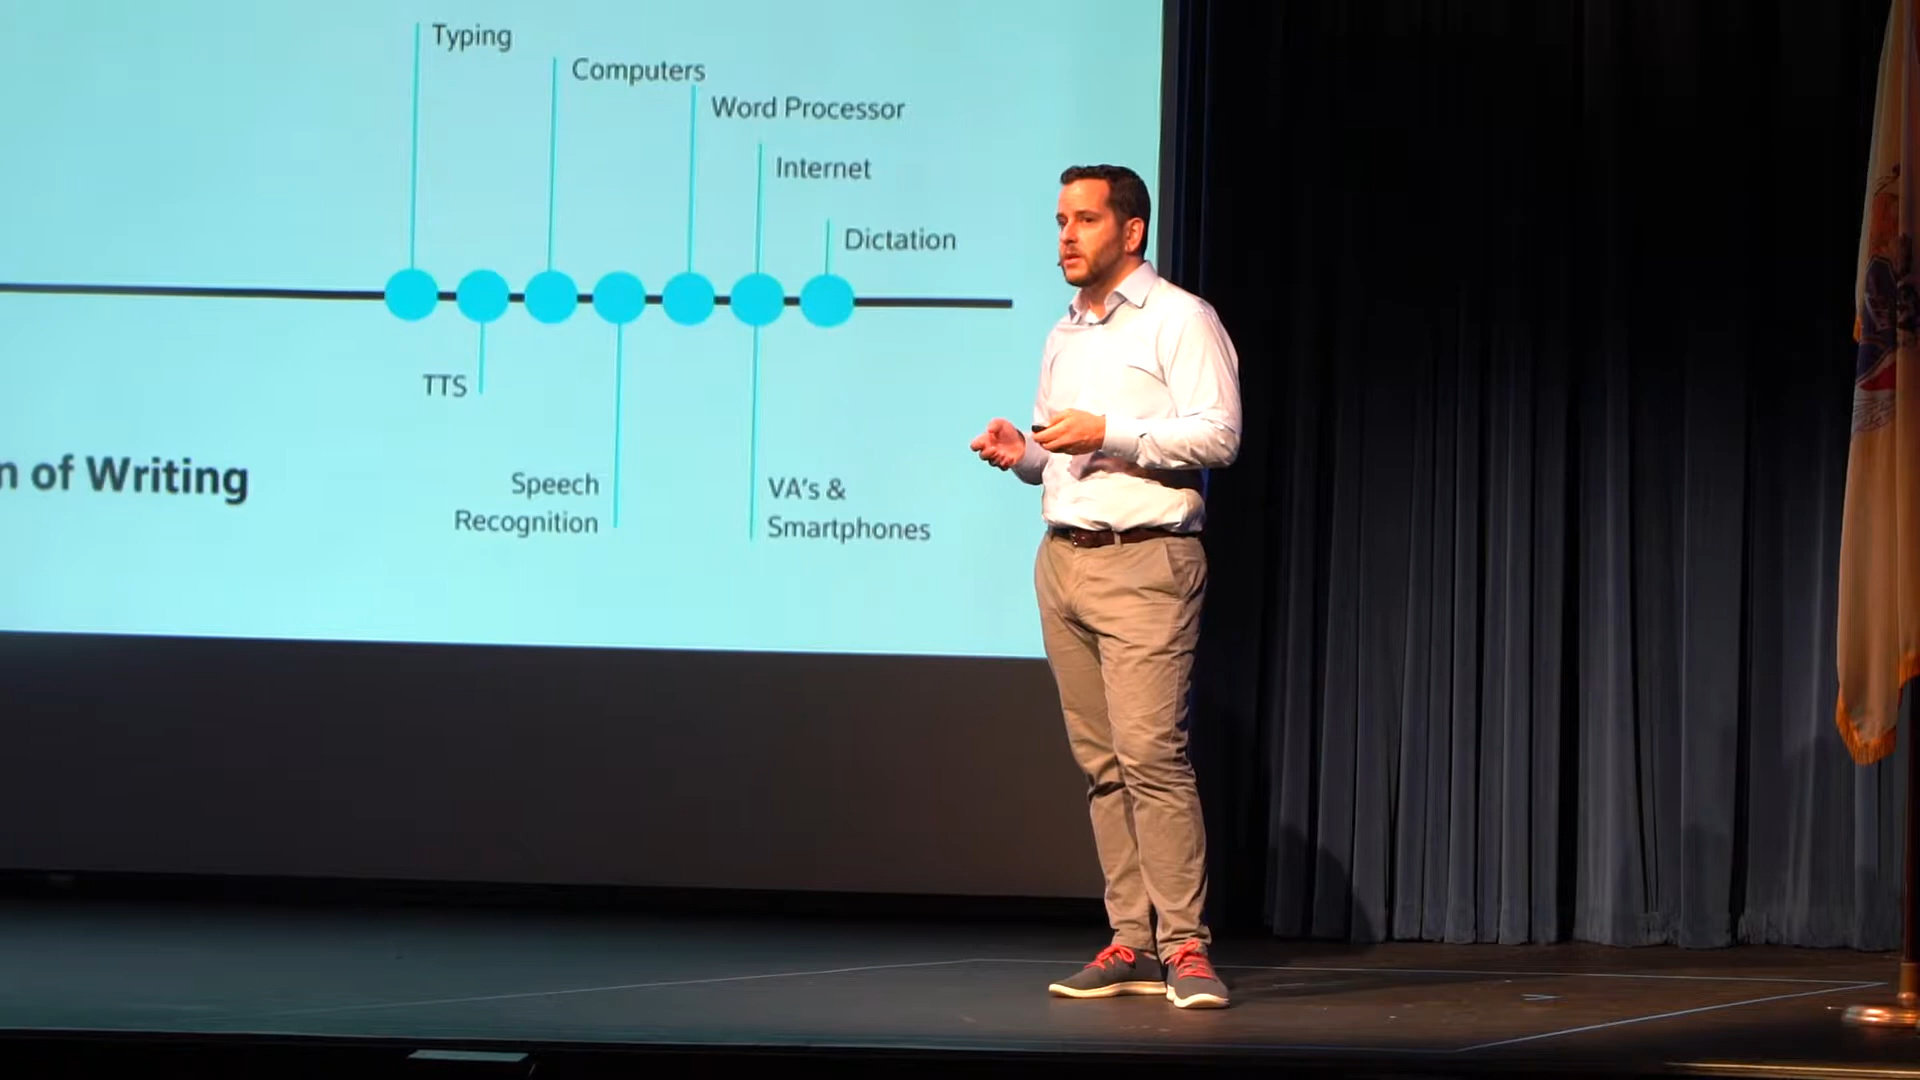 Typing
Computers
Word Processor
Internet
Dictation
TTS
of Writing
Speech
Recognition
VA's &
Smartphones